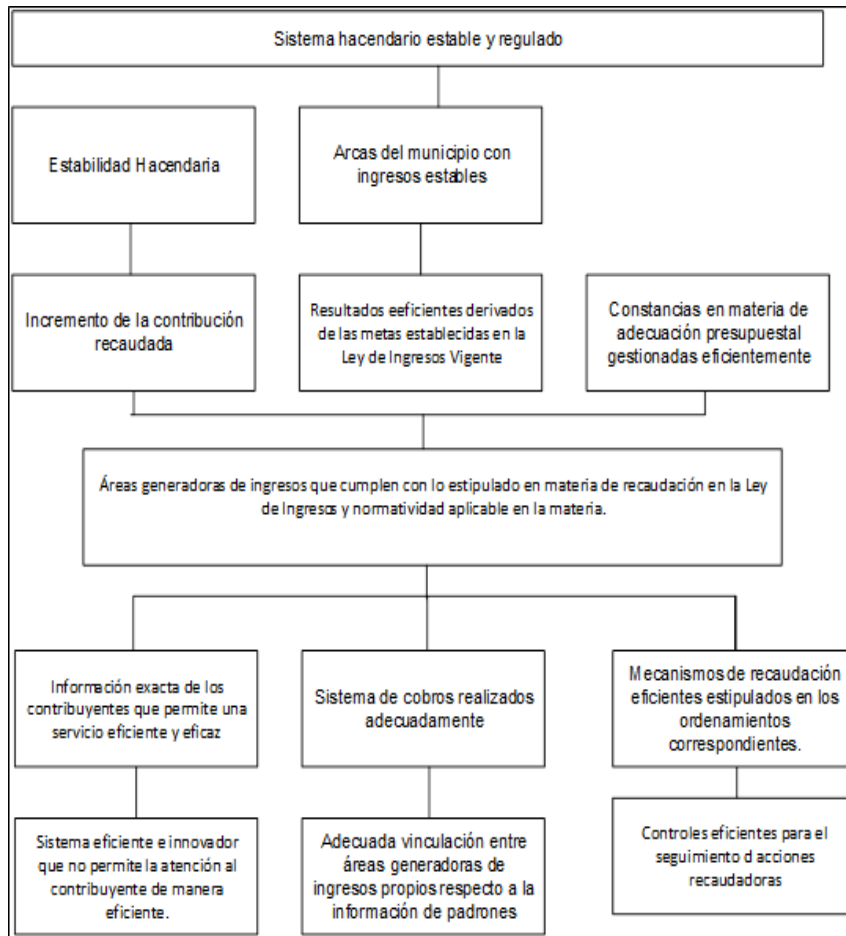 Sistema hacendario estable y regulado
Estabilidad Hacendaria
Arcas del municipio con
ingresos estables
Incremento de la contribución
recaudada
Resultados eeficientes derivados
de las metas establecidas en la
Ley de Ingresos Vigente
Constancias en materia de
adecuación presupuestal
gestionadas eficientemente
Áreas generadoras de ingresos que cumplen con lo estipulado en materia de recaudación en la Ley
de Ingresos y normatividad aplicable en la materia.
Información exacta de los
contribuyentes que permite una
servicio eficiente y eficaz
Sistema de cobros realizados
adecuadamente
Mecanismos de recaudación
eficientes estipulados en los
ordenamientos
correspondientes.
Sistema eficiente e innovador
que no permite la atención al
contribuyente de manera
eficiente.
Adecuada vinculación entre
áreas generadoras de
ingresos propios respecto a la
información de padrones
Controles eficientes para el
seguimiento d acciones
recaudadoras